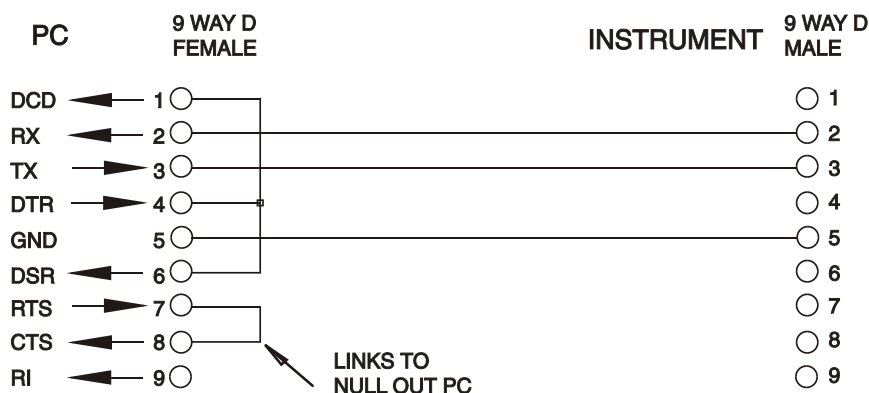 PC
9 WAY D
FEMALE
INSTRUMENT
9 WAY D
MALE
DCD 1 1
RX 2 2
TX 3 3
DTR 4 4
GND 5 5
DSR 6 6
RTS 7 7
CTS 8 8
RI 9 9
LINKS TO
NULL OUT PC